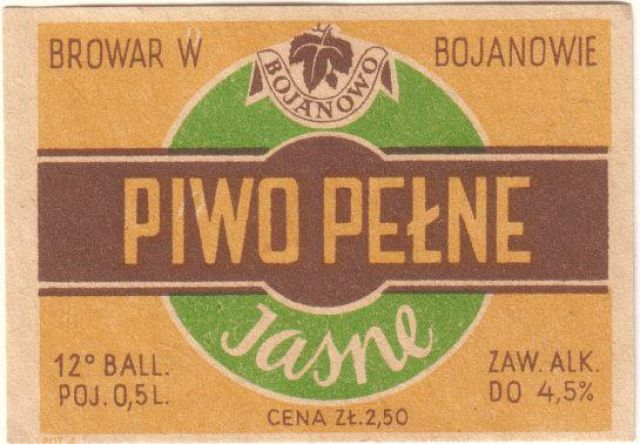 BROWAR W BOJANOWIE
BOJANOWO
PIWO PEŁNE
Jasne
12° BALL.
POJ. 0,5 L.
ZAW. ALK.
DO 4,5%
CENA ZŁ. 2,50